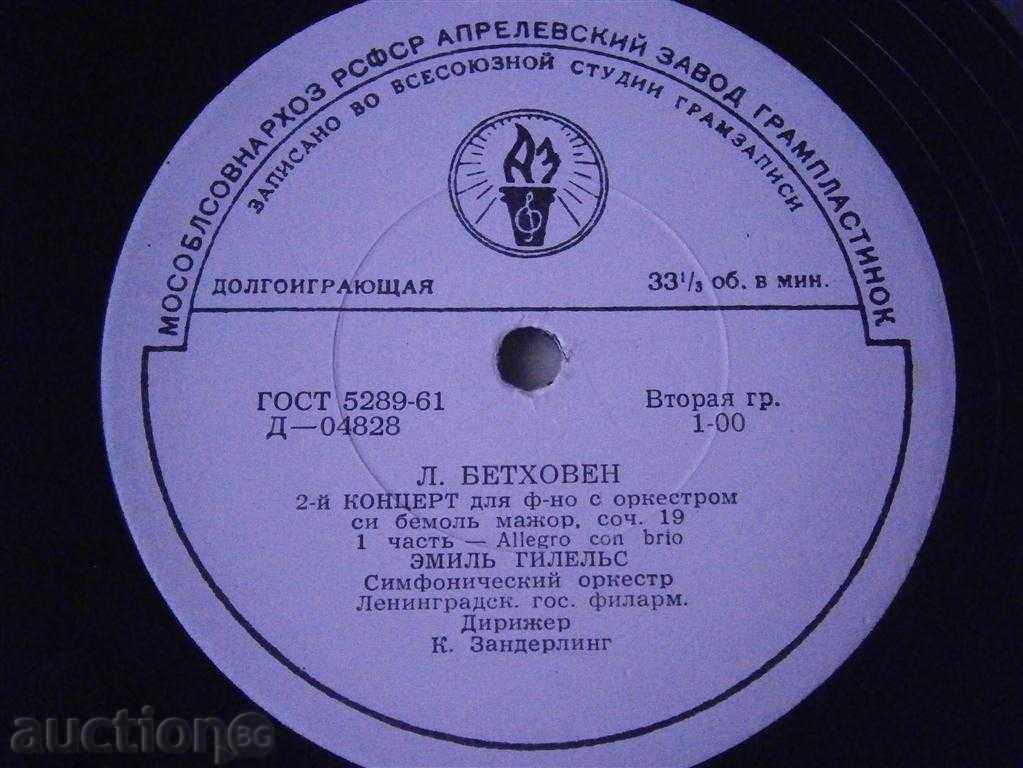 МОСОБЛСОВНАРХОЗ РСФСР АПРЕЛЕВСКИЙ ЗАВОД ГРАМПЛАСТИНОК
ЗАПИСАНО ВО ВСЕСОЮЗНОЙ СТУДИИ ГРАМЗАПИСИ
АЗ
ДОЛГОИГРАЮЩАЯ 33⅓ об. в мин.
ГОСТ 5289-61 Вторая гр.
Д—04828 1-00
Л. БЕТХОВЕН
2-й КОНЦЕРТ для ф-но с оркестром
си бемоль мажор, соч. 19
1 часть — Allegro con brio
ЭМИЛЬ ГИЛЕЛЬС
Симфонический оркестр
Ленинградск. гос. филарм.
Дирижер
К. Зандерлинг
auction BG